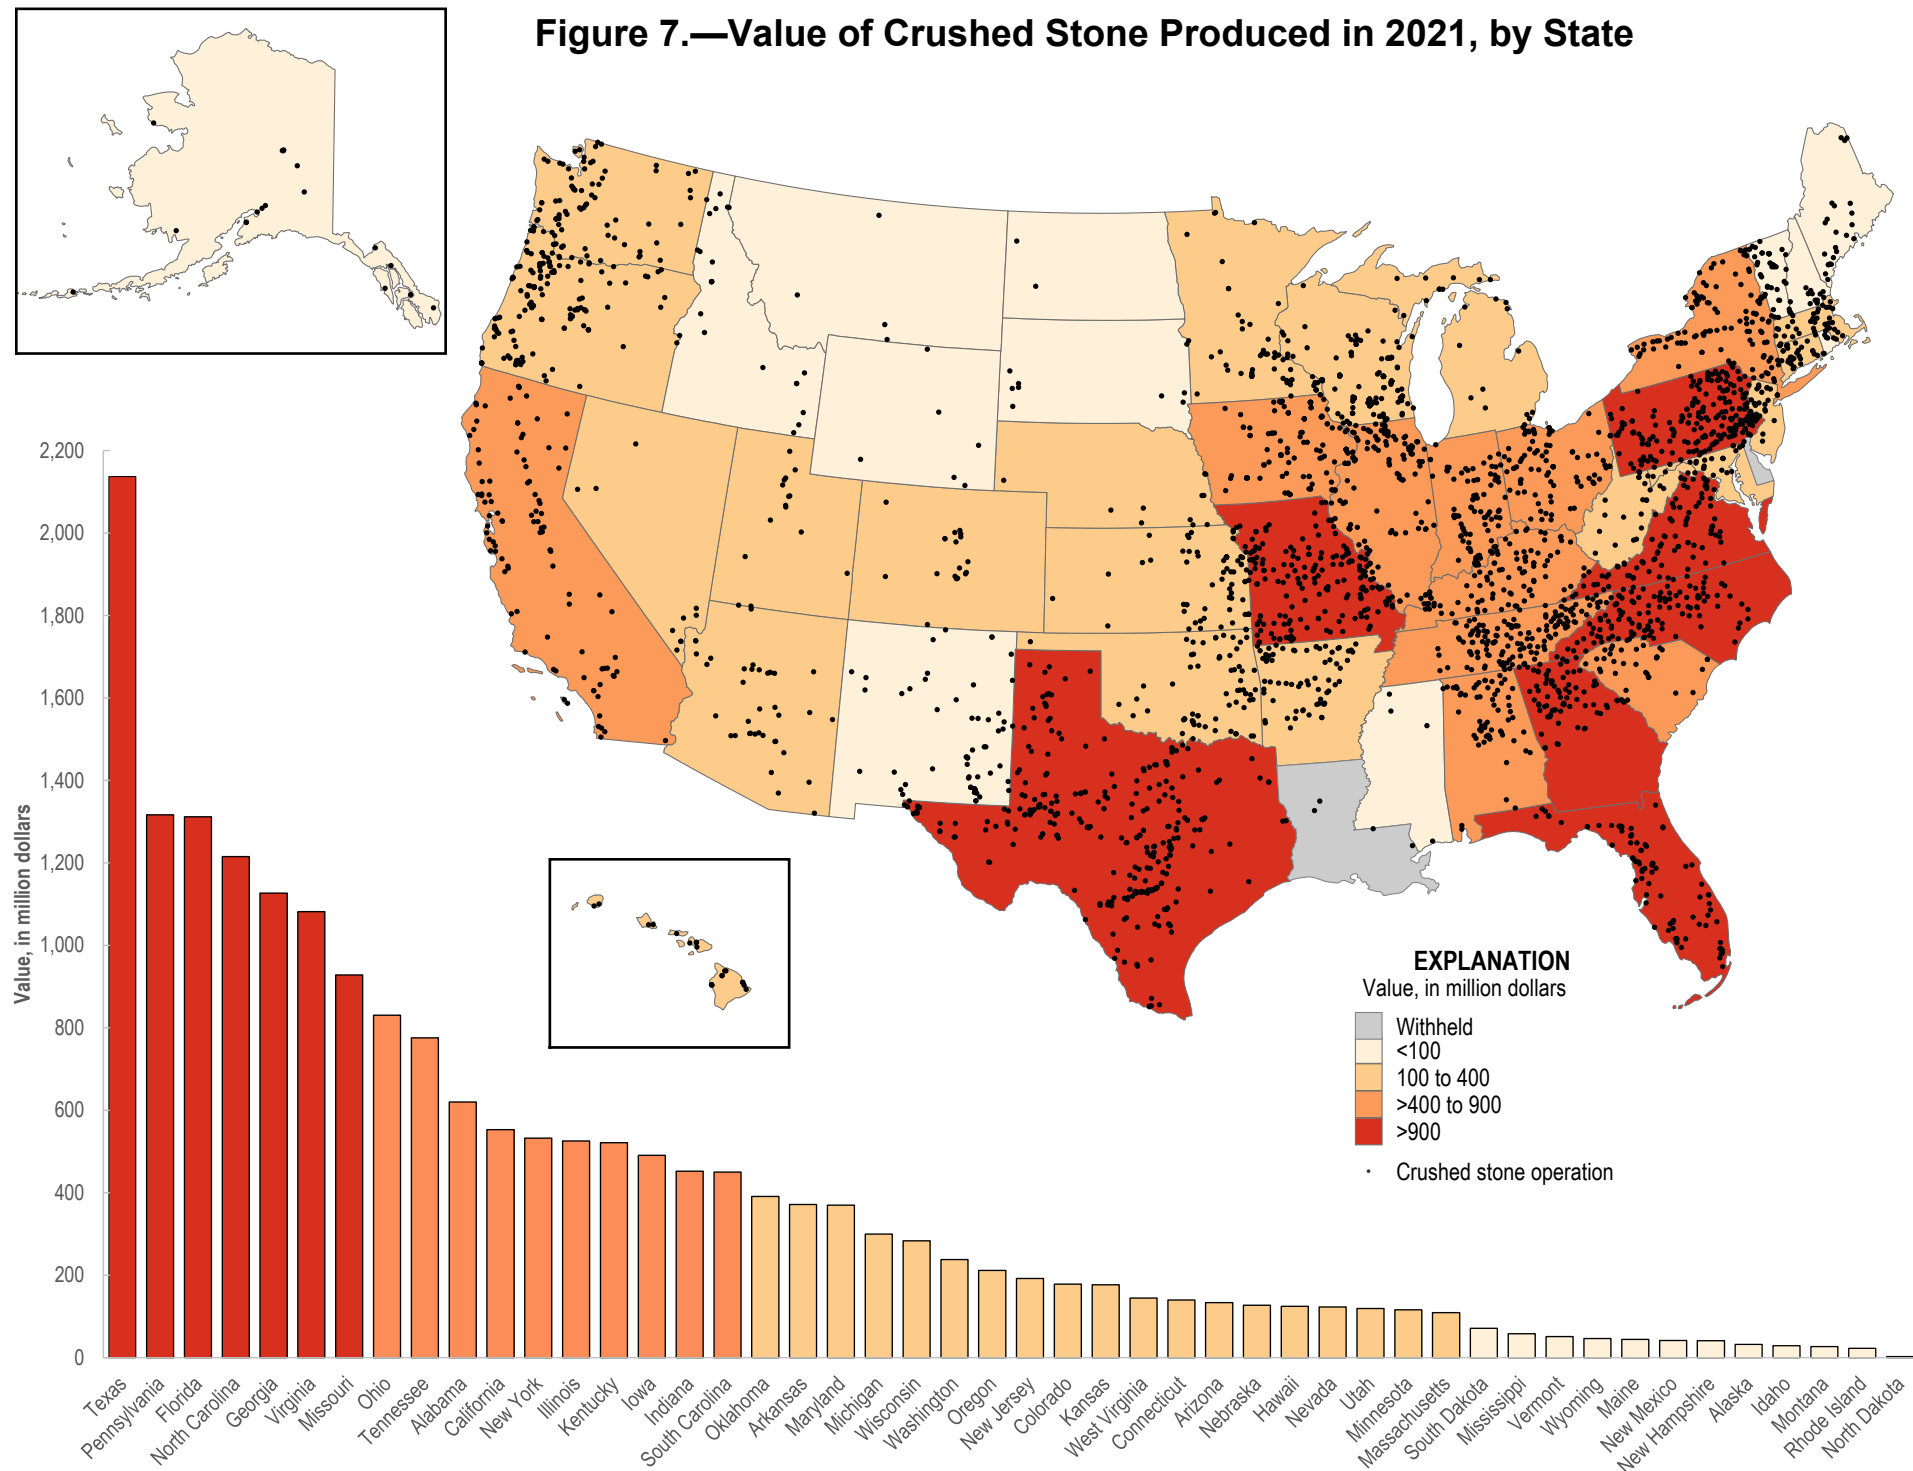 Figure 7.—Value of Crushed Stone Produced in 2021, by State
Value, in million dollars
2,200
2,000
1,800
1,600
1,400
1,200
1,000
800
600
400
200
0
EXPLANATION
Value, in million dollars
Withheld
<100
100 to 400
>400 to 900
>900
Crushed stone operation
Texas
Pennsylvania
Florida
North Carolina
Georgia
Virginia
Missouri
Ohio
Tennessee
Alabama
California
New York
Illinois
Kentucky
Iowa
Indiana
South Carolina
Oklahoma
Arkansas
Maryland
Michigan
Wisconsin
Washington
Oregon
New Jersey
Colorado
Kansas
West Virginia
Connecticut
Arizona
Nebraska
Hawaii
Nevada
Utah
Minnesota
Massachusetts
South Dakota
Mississippi
Vermont
Wyoming
Maine
New Mexico
New Hampshire
Alaska
Idaho
Montana
Rhode Island
North Dakota